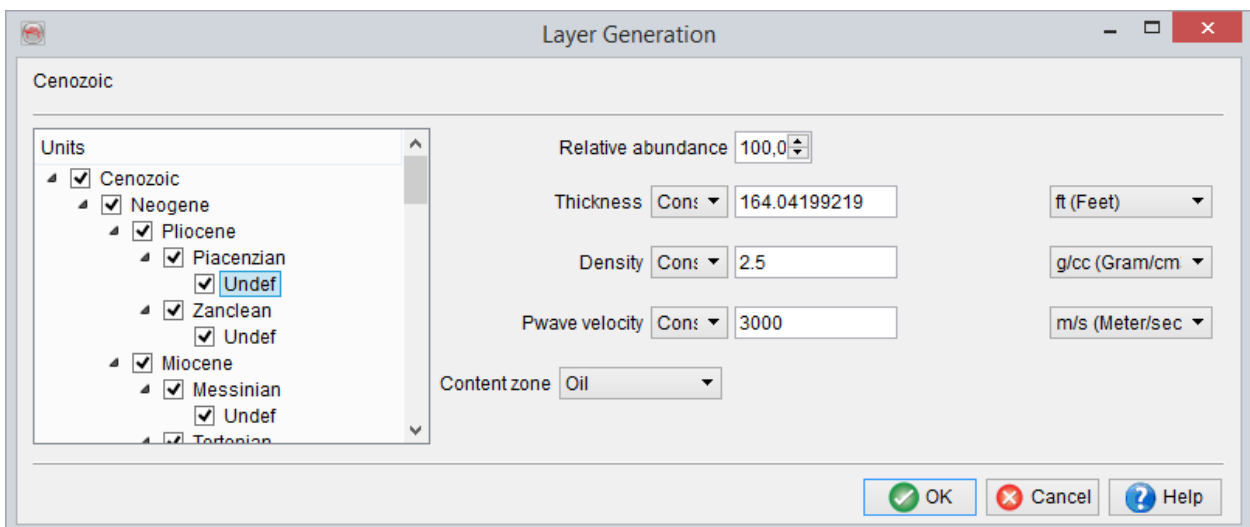 Layer Generation
Cenozoic
Units
Cenozoic
Neogene
Pliocene
Piacenzian
Undef
Zanclean
Undef
Miocene
Messinian
Undef
Tortonian
Relative abundance 100,0
Thickness Cons 164.04199219 ft (Feet)
Density Cons 2.5 g/cc (Gram/cm
Pwave velocity Cons 3000 m/s (Meter/sec
Content zone Oil
OK Cancel Help